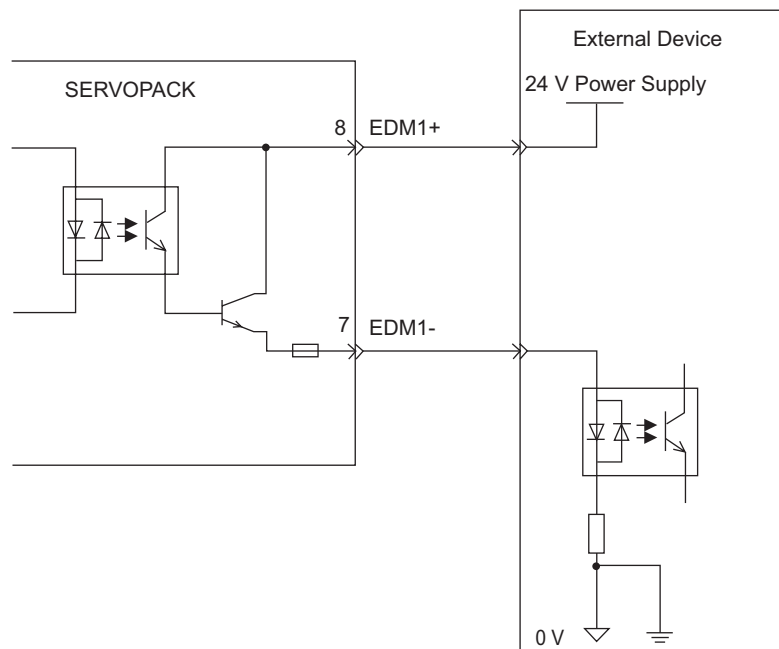 External Device
SERVOPACK
24 V Power Supply
8 EDM1+
7 EDM1-
0 V